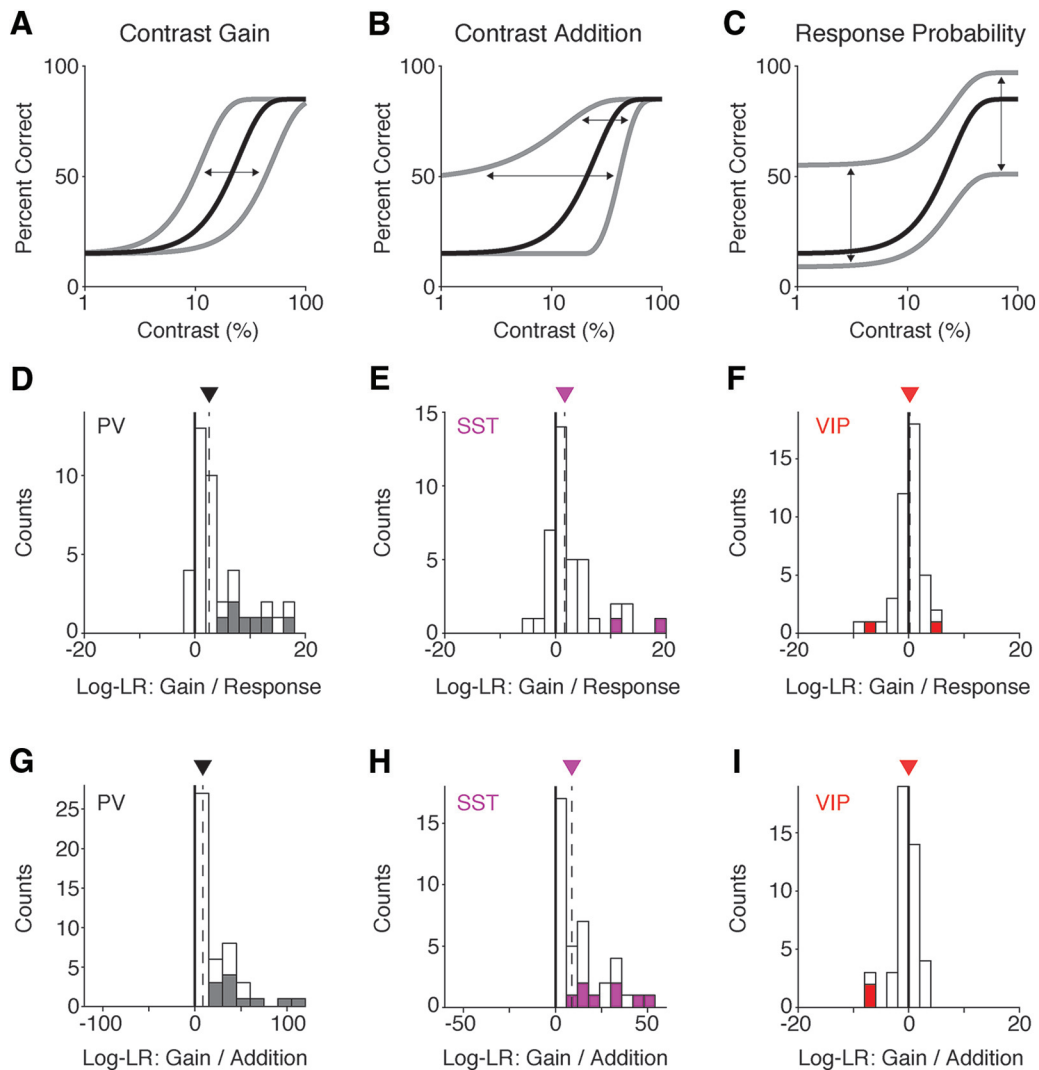 A
Contrast Gain
B
Contrast Addition
C
Response Probability
Percent Correct
100
50
0
1
10
100
Contrast (%)
Percent Correct
100
50
0
1
10
100
Contrast (%)
Percent Correct
100
50
0
1
10
100
Contrast (%)
D
PV
Counts
10
5
0
-20
0
20
Log-LR: Gain / Response
E
SST
Counts
15
10
5
0
-20
0
20
Log-LR: Gain / Response
F
VIP
Counts
15
10
5
0
-20
0
20
Log-LR: Gain / Response
G
PV
Counts
25
20
15
10
5
0
-100
0
100
Log-LR: Gain / Addition
H
SST
Counts
15
10
5
0
-50
0
50
Log-LR: Gain / Addition
I
VIP
Counts
15
10
5
0
-20
0
20
Log-LR: Gain / Addition